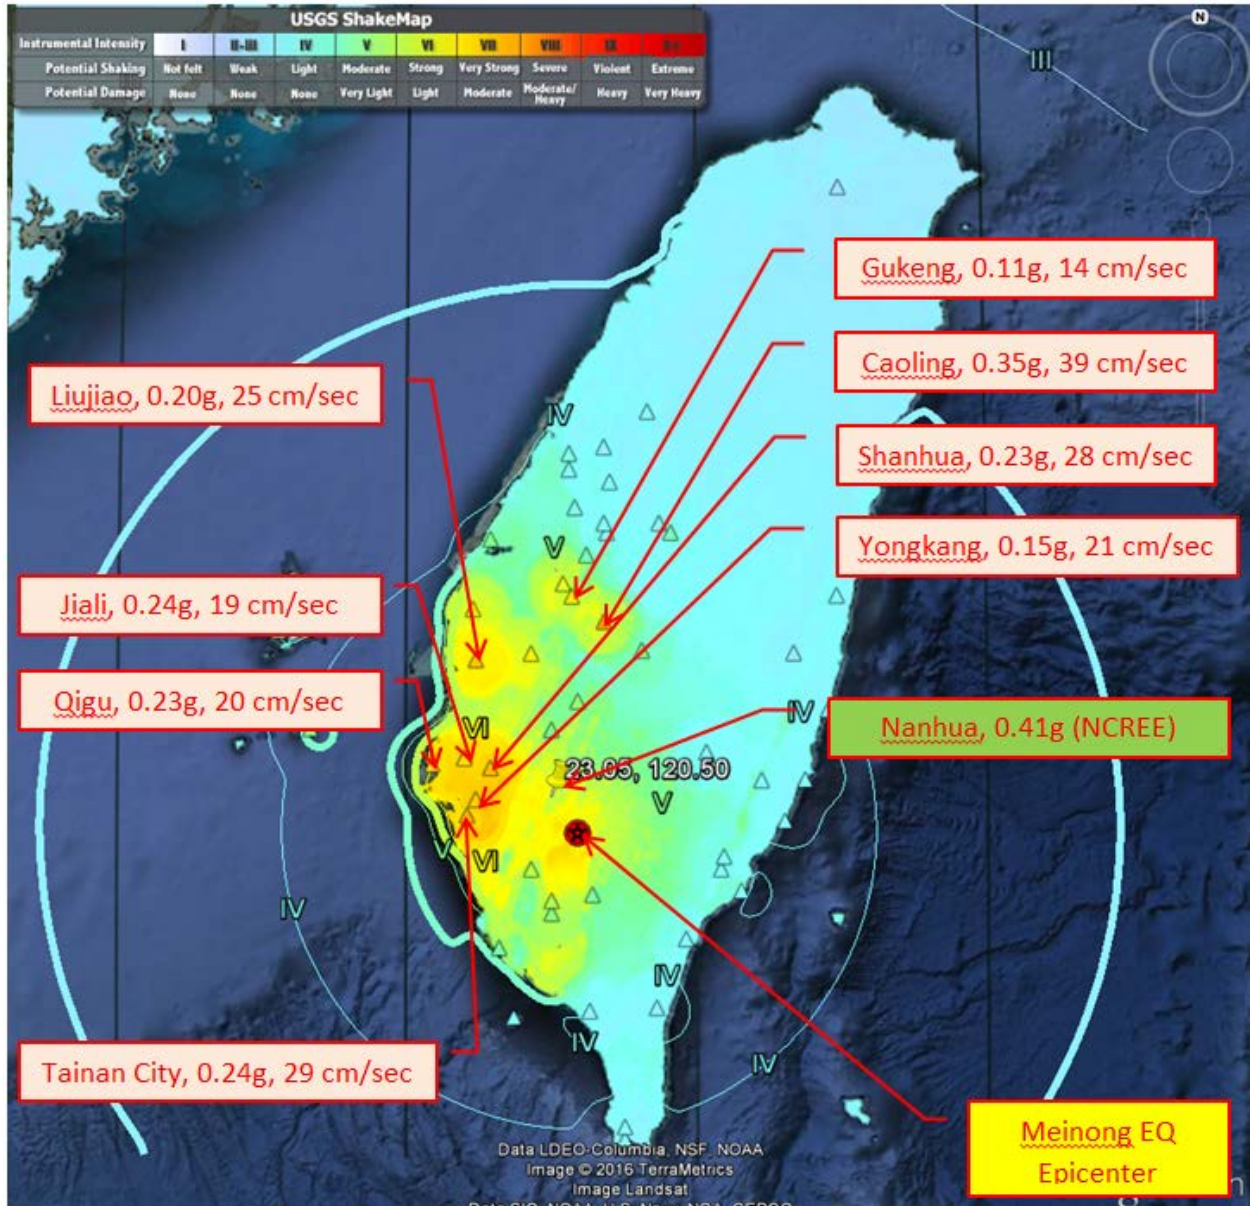 USGS ShakeMap
Instrumental Intensity I II-III IV V VI VII VIII IX X+
Potential Shaking Not felt Weak Light Moderate Strong Very Strong Severe Violent Extreme
Potential Damage None None None Very Light Light Moderate Moderate/Heavy Heavy Very Heavy
N
III
Gukeng, 0.11g, 14 cm/sec
Caoling, 0.35g, 39 cm/sec
Liujiao, 0.20g, 25 cm/sec
IV
Shanhua, 0.23g, 28 cm/sec
Yongkang, 0.15g, 21 cm/sec
V
Jiali, 0.24g, 19 cm/sec
Qigu, 0.23g, 20 cm/sec
VI
IV
Nanhua, 0.41g (NCREE)
23.05, 120.50
V
V
VI
IV
IV
IV
IV
Tainan City, 0.24g, 29 cm/sec
Meinong EQ
Epicenter
Data LDEO-Columbia, NSF, NOAA
Image © 2016 TerraMetrics
Image Landsat